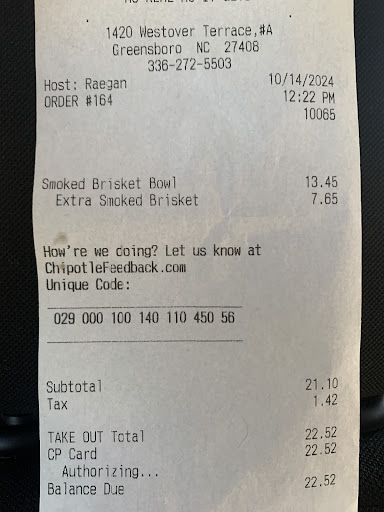 1420 Westover Terrace,#A
Greensboro NC 27408
336-272-5503
Host: Raegan 10/14/2024
ORDER #164 12:22 PM
10065
Smoked Brisket Bowl 13.45
Extra Smoked Brisket 7.65
How're we doing? Let us know at
ChipotleFeedback.com
Unique Code:
029 000 100 140 110 450 56
Subtotal 21.10
Tax 1.42
TAKE OUT Total 22.52
CP Card 22.52
Authorizing...
Balance Due 22.52